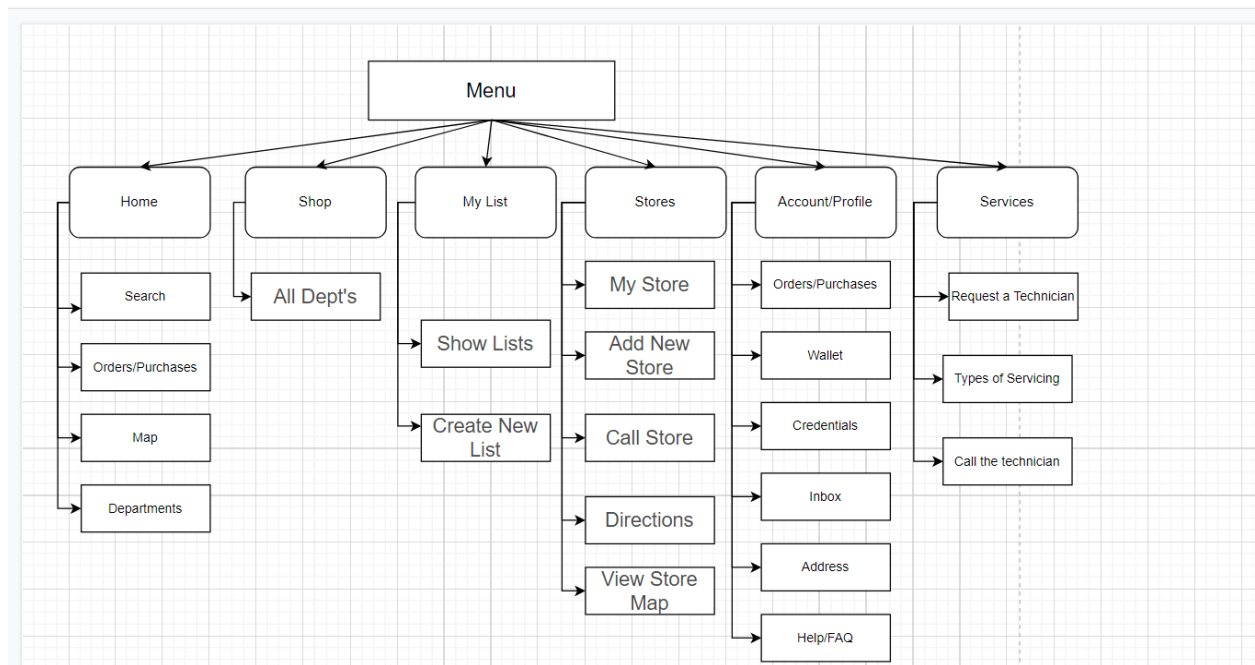 Menu
Home
Shop
My List
Stores
Account/Profile
Services
Search
Orders/Purchases
Map
Departments
All Dept's
Show Lists
Create New
List
My Store
Add New
Store
Call Store
Directions
View Store
Map
Orders/Purchases
Wallet
Credentials
Inbox
Address
Help/FAQ
Request a Technician
Types of Servicing
Call the technician